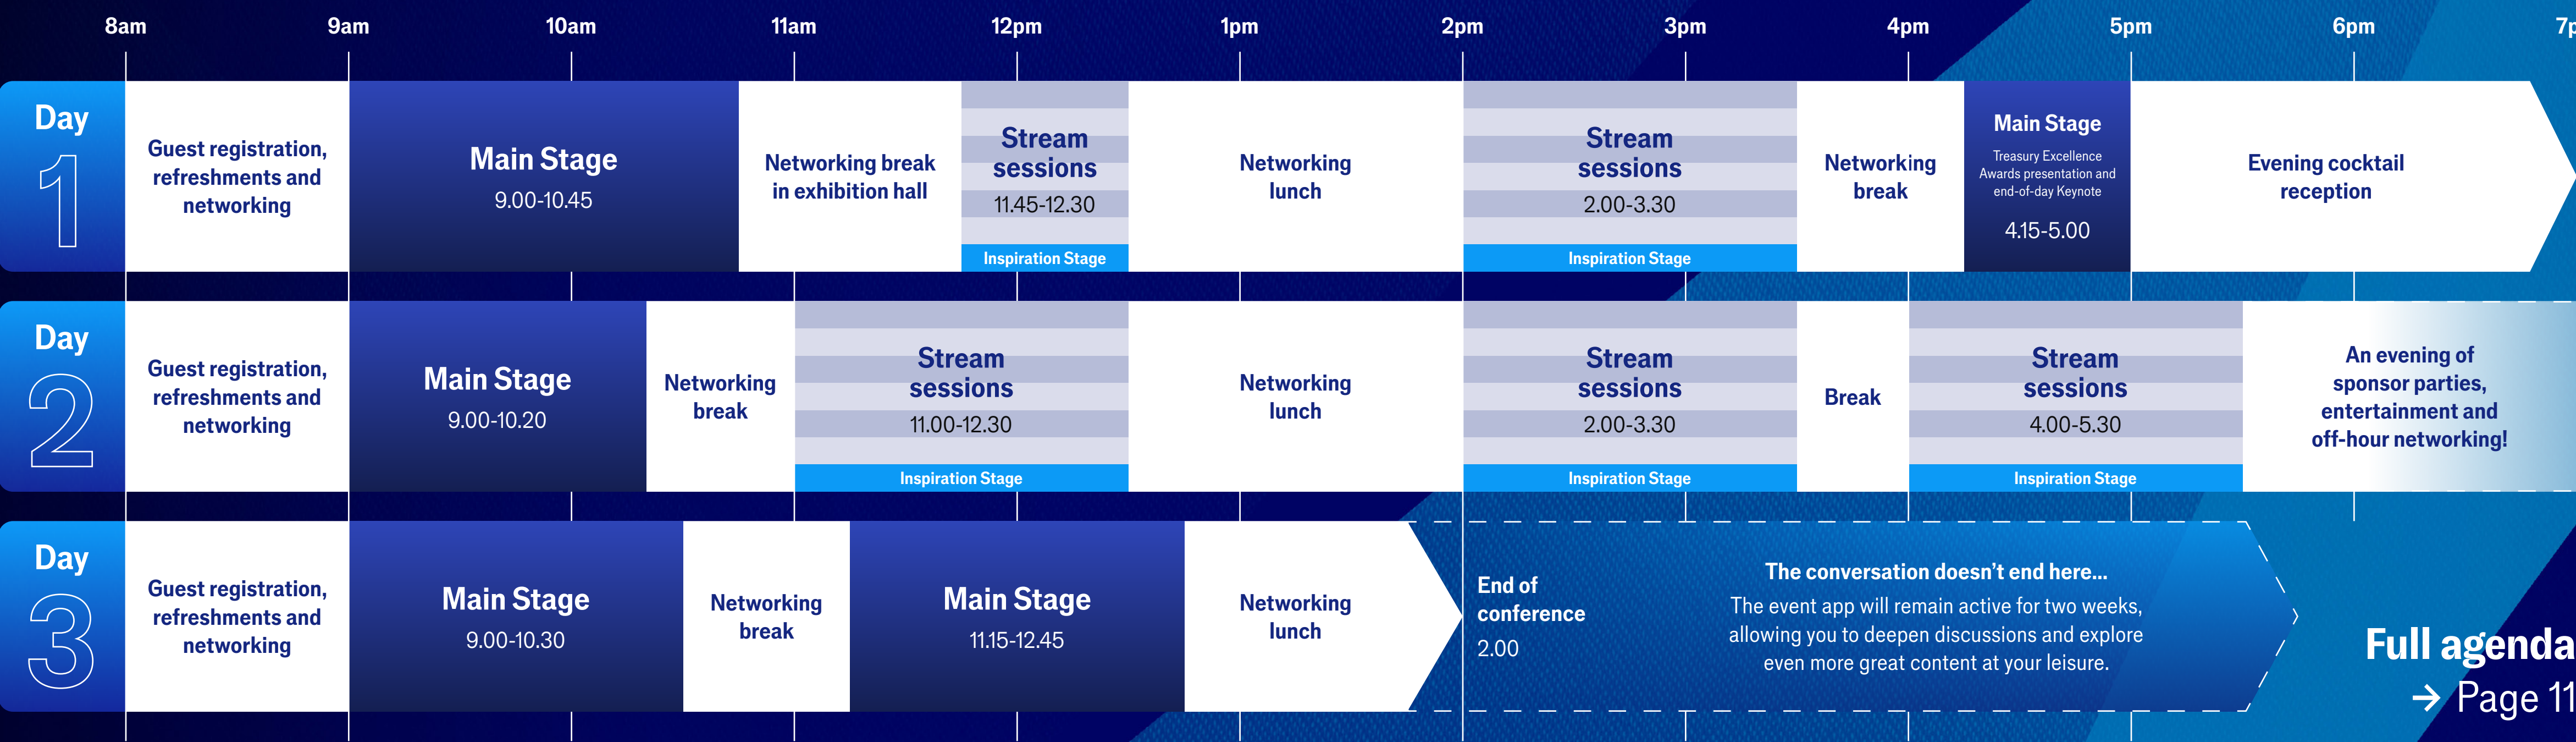 8am 9am 10am 11am 12pm 1pm 2pm 3pm 4pm 5pm 6pm
Day
1
Guest registration,
refreshments and
networking
Main Stage
9.00-10.45
Networking break
in exhibition hall
Stream
sessions
11.45-12.30
Inspiration Stage
Networking
lunch
Stream
sessions
2.00-3.30
Inspiration Stage
Networking
break
Main Stage
Treasury Excellence
Awards presentation and
end-of-day Keynote
4.15-5.00
Evening cocktail
reception
Day
2
Guest registration,
refreshments and
networking
Main Stage
9.00-10.20
Networking
break
Stream
sessions
11.00-12.30
Inspiration Stage
Networking
lunch
Stream
sessions
2.00-3.30
Inspiration Stage
Break
Stream
sessions
4.00-5.30
Inspiration Stage
An evening of
sponsor parties,
entertainment and
off-hour networking!
Day
3
Guest registration,
refreshments and
networking
Main Stage
9.00-10.30
Networking
break
Main Stage
11.15-12.45
Networking
lunch
End of
conference
2.00
The conversation doesn't end here...
The event app will remain active for two weeks,
allowing you to deepen discussions and explore
even more great content at your leisure.
Full agenda
→ Page 11